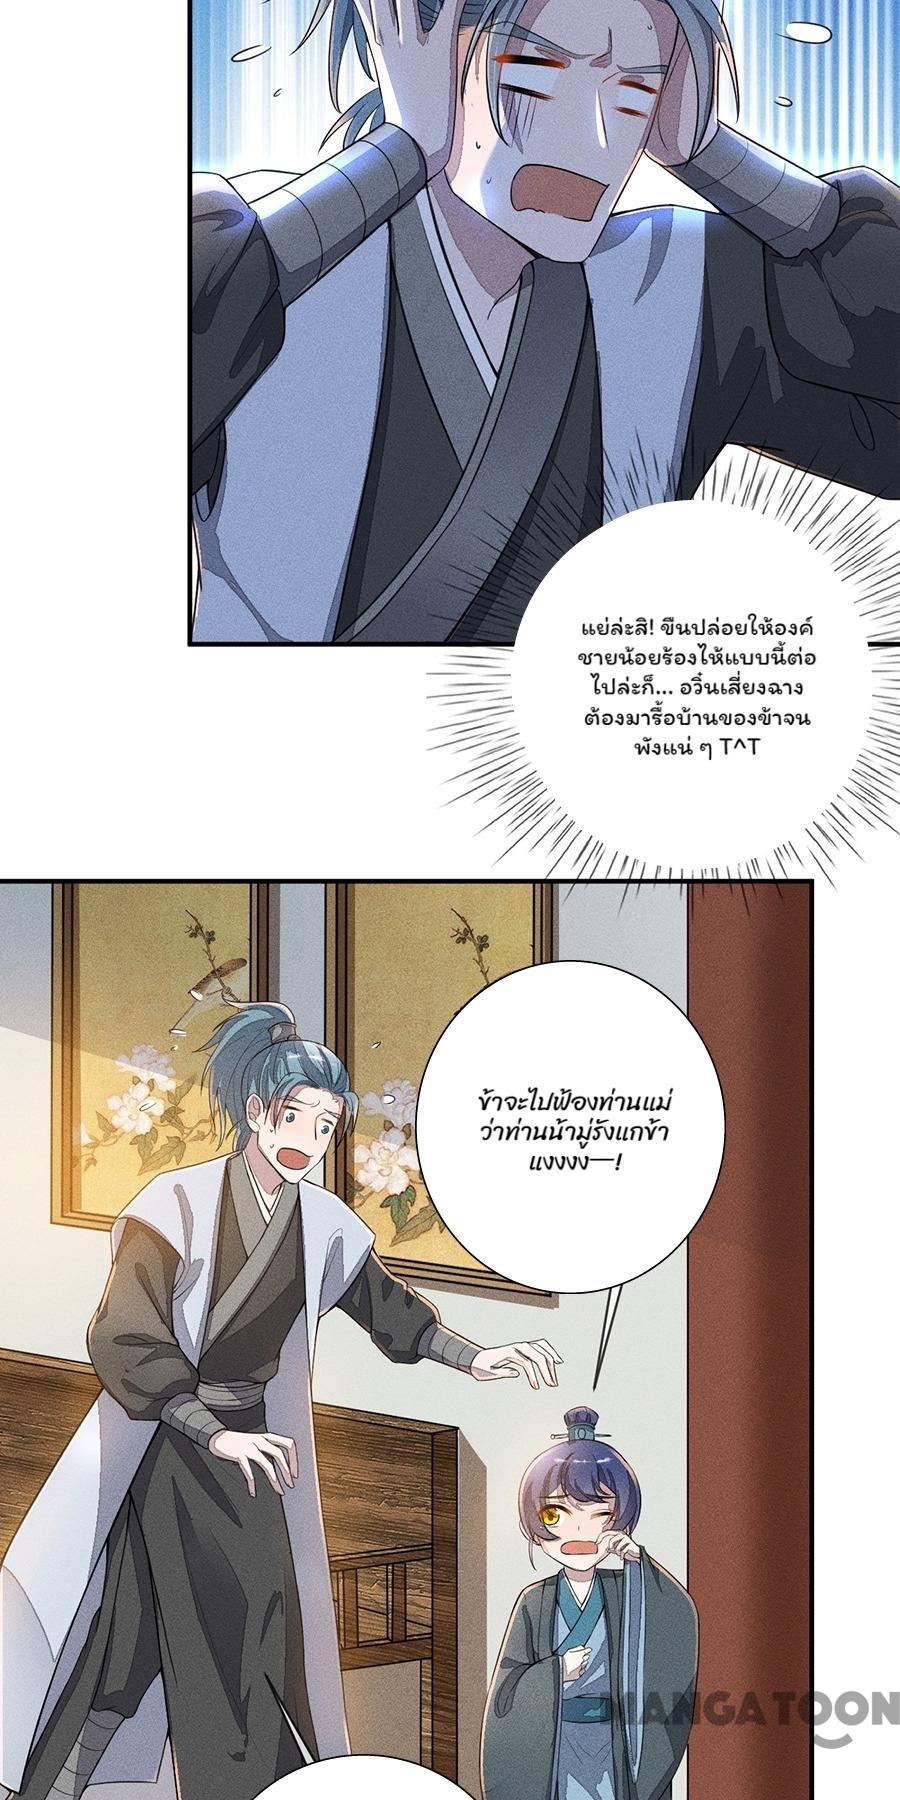 แย่ล่ะสิ! ขืนปล่อยให้องค์
ชายน้อยร้องไห้แบบนี้ต่อ
ไปล่ะก็... อวิ๋นเสี่ยงฉาง
ต้องมารื้อบ้านของข้าจน
พังแน่ ๆ T^T
ข้าจะไปฟ้องท่านแม่
ว่าท่านน้ามู่รังแกข้า
แงงงง—!
MANGATOON